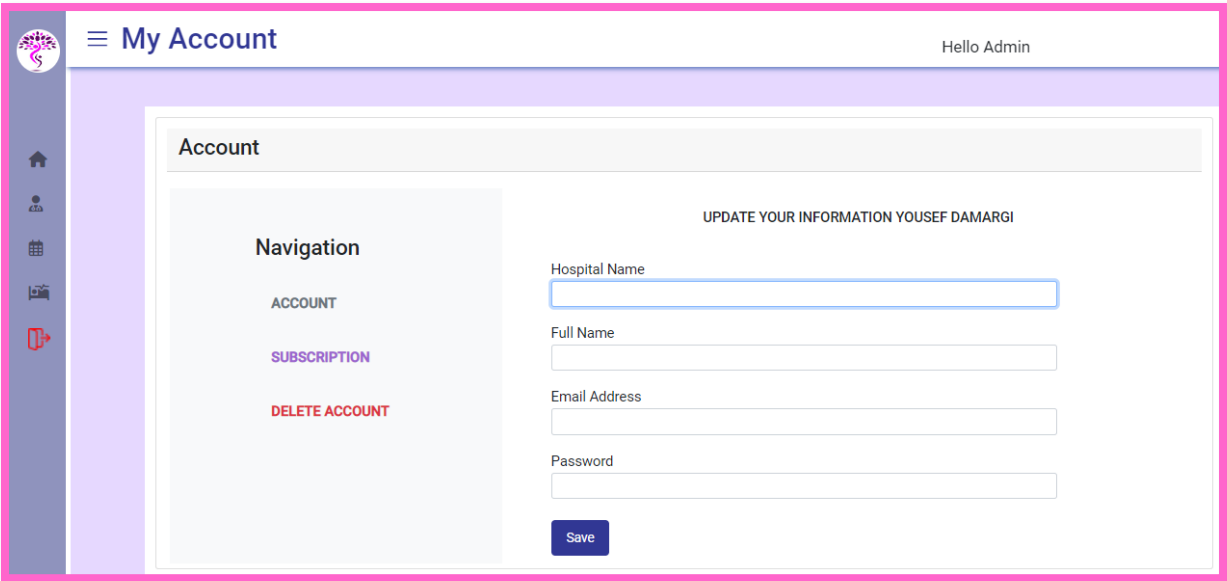 My Account
Hello Admin
Account
Navigation
ACCOUNT
SUBSCRIPTION
DELETE ACCOUNT
UPDATE YOUR INFORMATION YOUSEF DAMARGI
Hospital Name
Full Name
Email Address
Password
Save